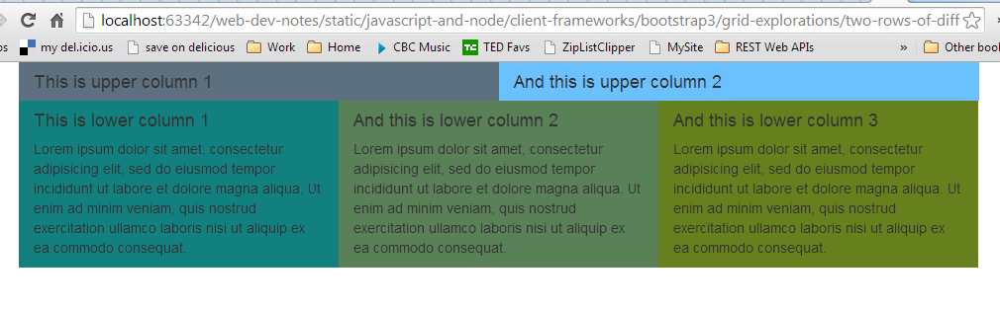 localhost:63342/web-dev-notes/static/javascript-and-node/client-frameworks/bootstrap3/grid-explorations/two-rows-of-diff
ps my del.icio.us save on delicious Work Home CBC Music TC TED Favs ZipListClipper MySite REST Web APIs » Other bool
This is upper column 1 And this is upper column 2
This is lower column 1
Lorem ipsum dolor sit amet, consectetur
adipisicing elit, sed do eiusmod tempor
incididunt ut labore et dolore magna aliqua. Ut
enim ad minim veniam, quis nostrud
exercitation ullamco laboris nisi ut aliquip ex
ea commodo consequat.
And this is lower column 2
Lorem ipsum dolor sit amet, consectetur
adipisicing elit, sed do eiusmod tempor
incididunt ut labore et dolore magna aliqua. Ut
enim ad minim veniam, quis nostrud
exercitation ullamco laboris nisi ut aliquip ex
ea commodo consequat.
And this is lower column 3
Lorem ipsum dolor sit amet, consectetur
adipisicing elit, sed do eiusmod tempor
incididunt ut labore et dolore magna aliqua. Ut
enim ad minim veniam, quis nostrud
exercitation ullamco laboris nisi ut aliquip ex
ea commodo consequat.